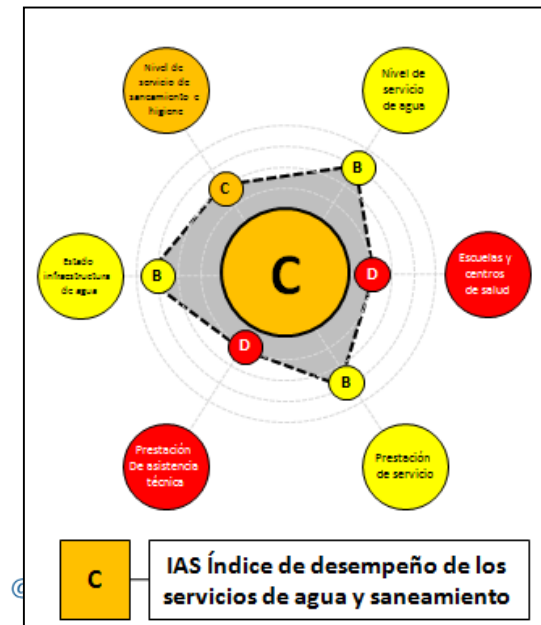 Nivel de
servicio de
saneamiento e
higiene
Nivel de
servicio
de agua
C
B
Estado
infraestructura
de agua
B
C
D
Escuelas y
centros
de salud
D
B
Prestación
De asistencia
técnica
Prestación
de servicio
C
IAS Índice de desempeño de los
servicios de agua y saneamiento
@